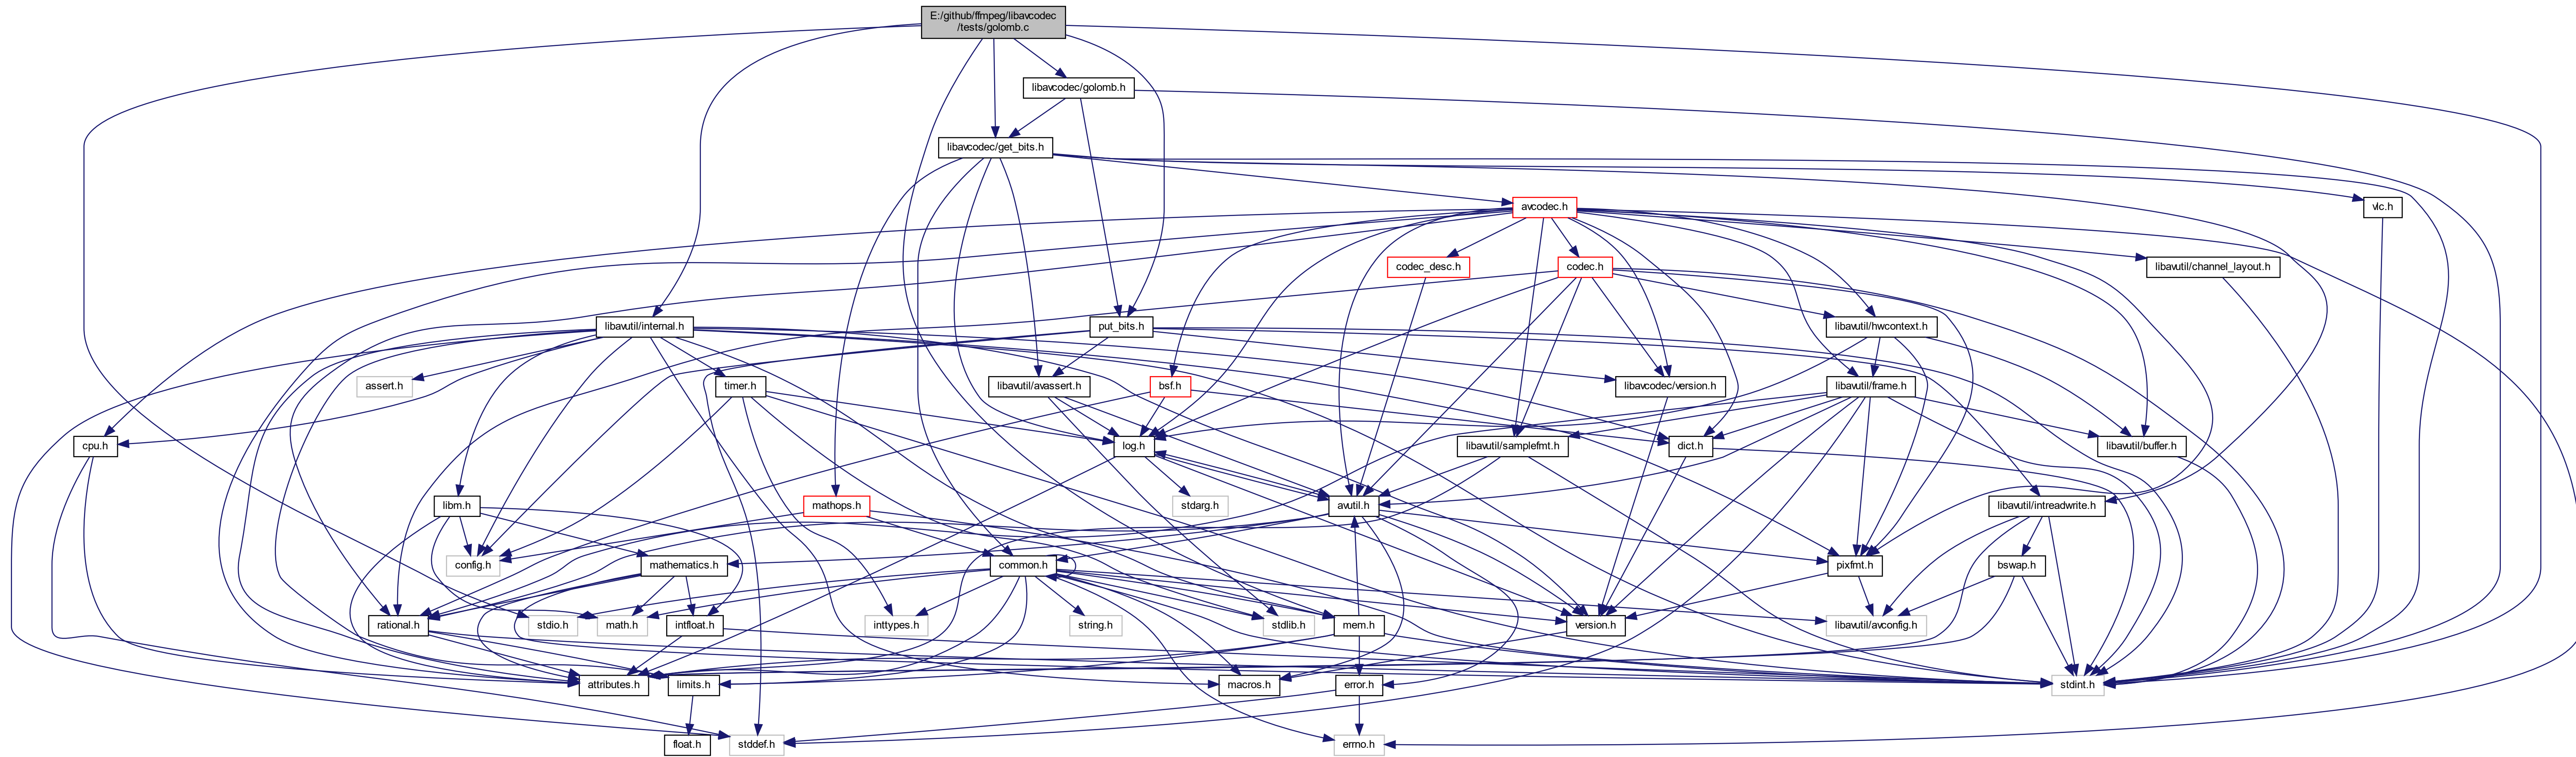 E:/github/ffmpeg/libavcodec
/tests/golomb.c
libavcodec/golomb.h
libavcodec/get_bits.h
avcodec.h
vlc.h
codec_desc.h
codec.h
libavutil/channel_layout.h
libavutil/internal.h
put_bits.h
libavutil/hwcontext.h
assert.h
timer.h
libavutil/avassert.h
bsf.h
libavcodec/version.h
libavutil/frame.h
cpu.h
log.h
libavutil/samplefmt.h
dict.h
libavutil/buffer.h
libm.h
mathops.h
stdarg.h
avutil.h
libavutil/intreadwrite.h
config.h
mathematics.h
common.h
pixfmt.h
bswap.h
rational.h
stdio.h
math.h
intfloat.h
inttypes.h
string.h
stdlib.h
mem.h
version.h
libavutil/avconfig.h
attributes.h
limits.h
macros.h
error.h
stdint.h
float.h
stddef.h
errno.h